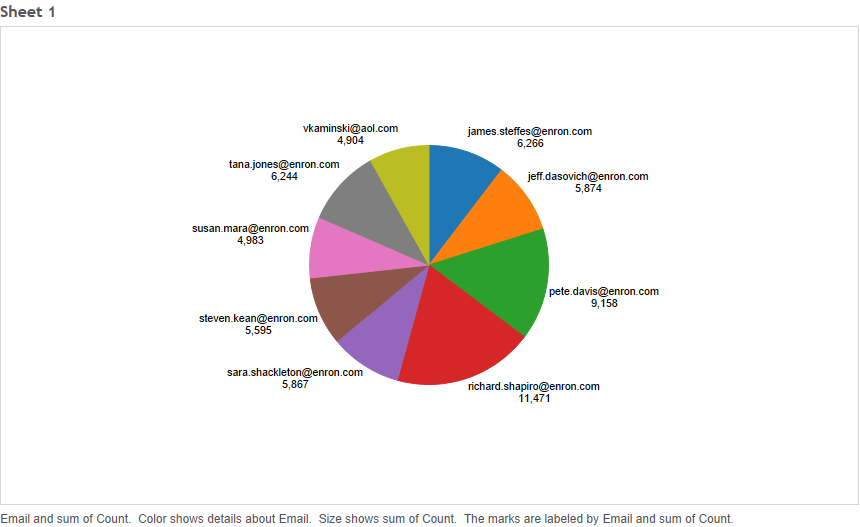 Sheet 1
vkaminski@aol.com
4,904
james.steffes@enron.com
6,266
tana.jones@enron.com
6,244
jeff.dasovich@enron.com
5,874
susan.mara@enron.com
4,983
pete.davis@enron.com
9,158
steven.kean@enron.com
5,595
sara.shackleton@enron.com
5,867
richard.shapiro@enron.com
11,471
Email and sum of Count.  Color shows details about Email.  Size shows sum of Count.  The marks are labeled by Email and sum of Count.